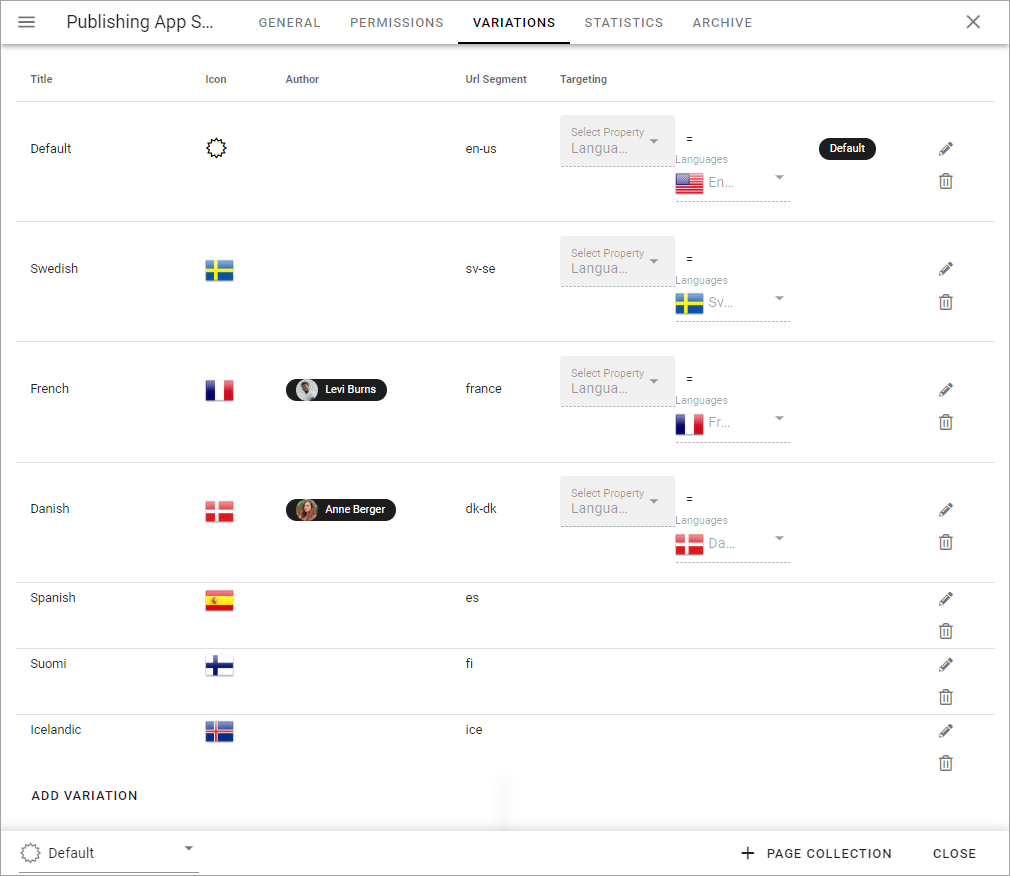 Publishing App S... GENERAL PERMISSIONS VARIATIONS STATISTICS ARCHIVE
Title Icon Author Url Segment Targeting
Default en-us Select Property Langua... = Languages En... Default
Swedish sv-se Select Property Langua... = Languages Sv...
French Levi Burns france Select Property Langua... = Languages Fr...
Danish Anne Berger dk-dk Select Property Langua... = Languages Da...
Spanish es
Suomi fi
Icelandic ice
ADD VARIATION
Default + PAGE COLLECTION CLOSE